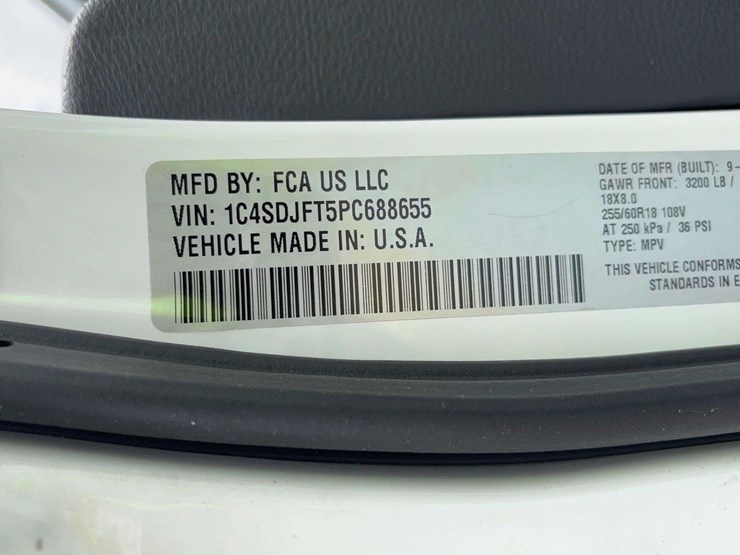 MFD BY: FCA US LLC
VIN: 1C4SDJFT5PC688655
VEHICLE MADE IN: U.S.A.
DATE OF MFR (BUILT): 9-
GAWR FRONT: 3200 LB /
18X8.0
255/60R18 108V
AT 250 kPa / 36 PSI
TYPE: MPV
THIS VEHICLE CONFORMS
STANDARDS IN E